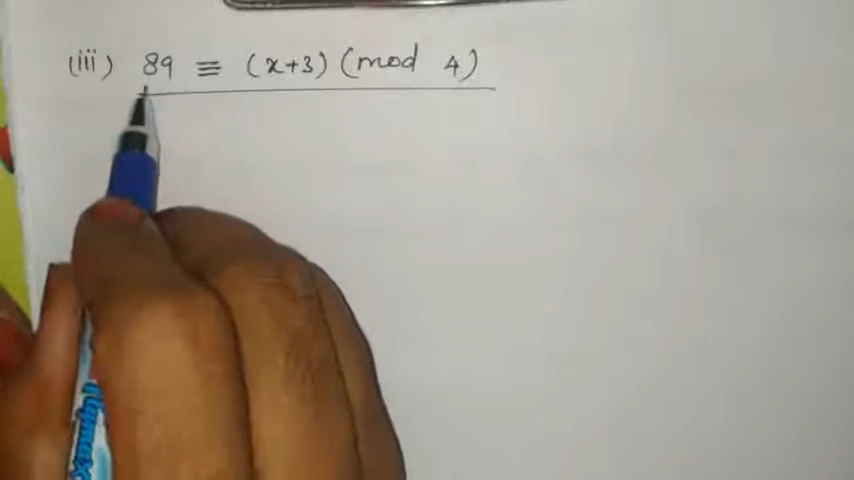 (iii) 89 ≡ (x+3) (mod 4)